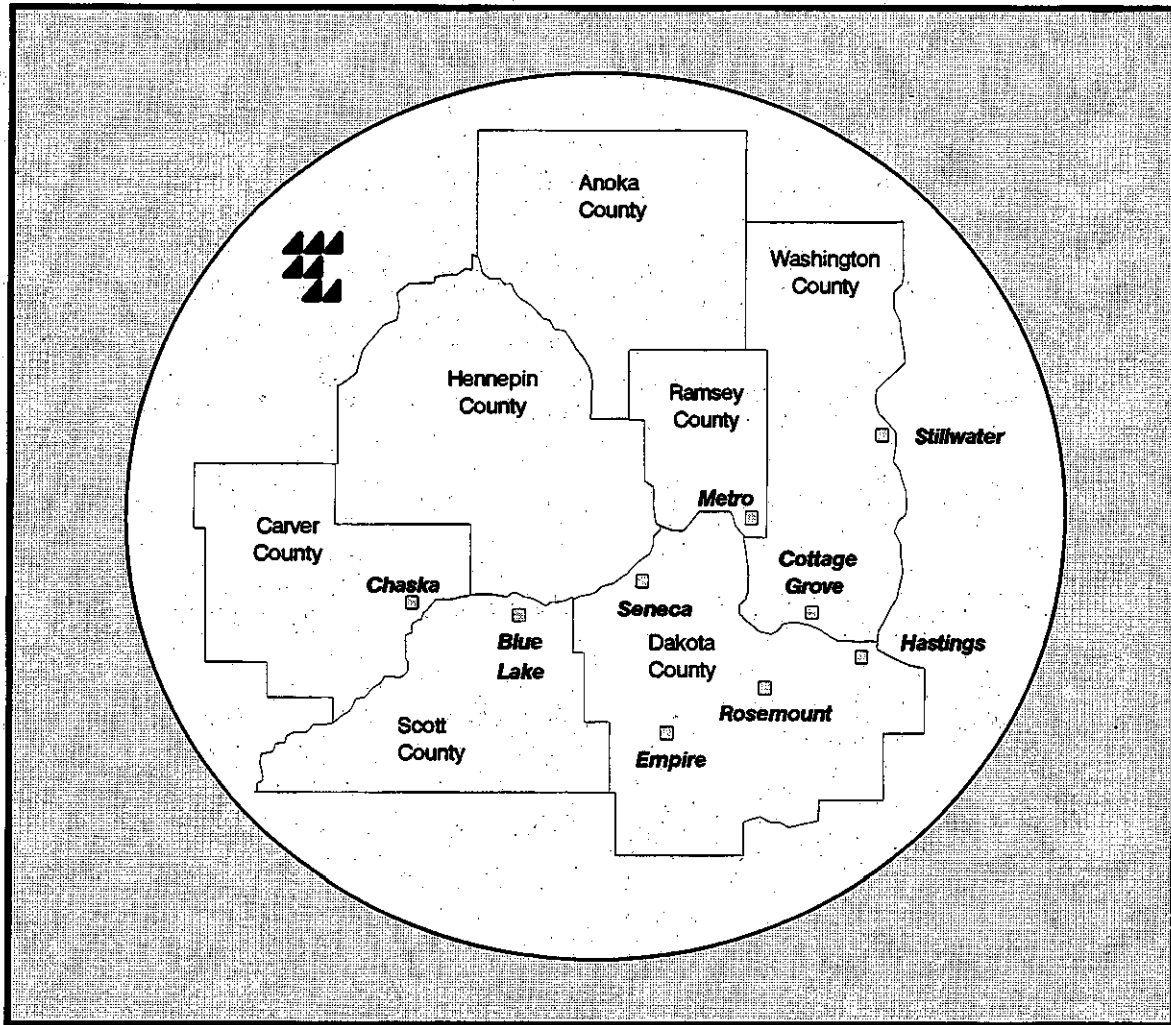 Anoka
County
Washington
County
Hennepin
County
Ramsey
County
Stillwater
Metro
Carver
County
Cottage
Grove
Chaska
Seneca
Blue
Lake
Dakota
County
Hastings
Rosemount
Scott
County
Empire